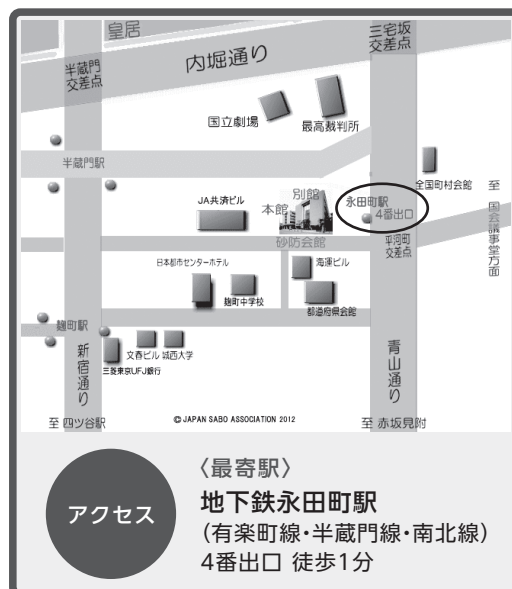 皇居
内堀通り
半蔵門
交差点
三宅坂
交差点
国立劇場
最高裁判所
半蔵門駅
全国町村会館
至 国会議事堂方面
JA共済ビル
本館
別館
永田町駅
4番出口
砂防会館
平河町
交差点
日本都市センターホテル
海運ビル
麹町中学校
都道府県会館
麹町駅
新宿通り
文春ビル
城西大学
三菱東京UFJ銀行
青山通り
至 四ツ谷駅
© JAPAN SABO ASSOCIATION 2012
至 赤坂見附
アクセス
〈最寄駅〉
地下鉄永田町駅
(有楽町線・半蔵門線・南北線)
4番出口 徒歩1分